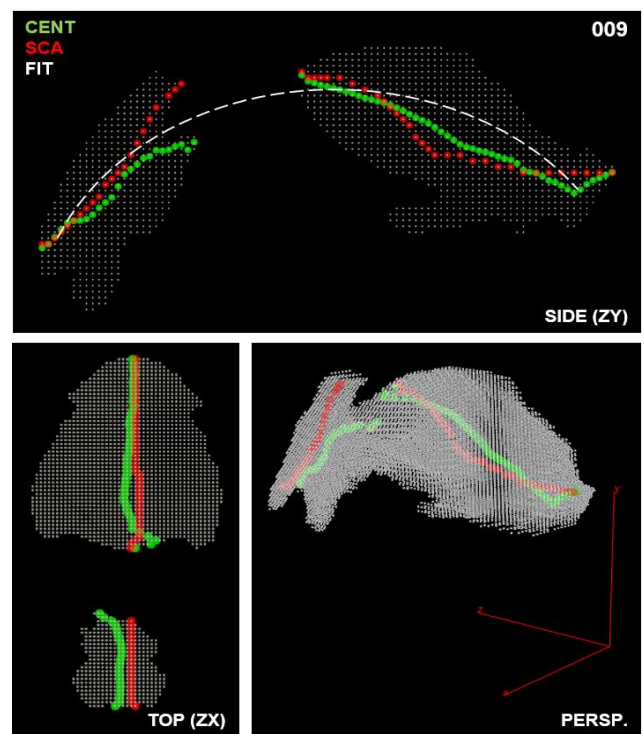 CENT
SCA
FIT
009
SIDE (ZY)
TOP (ZX)
PERSP.
y
z
x